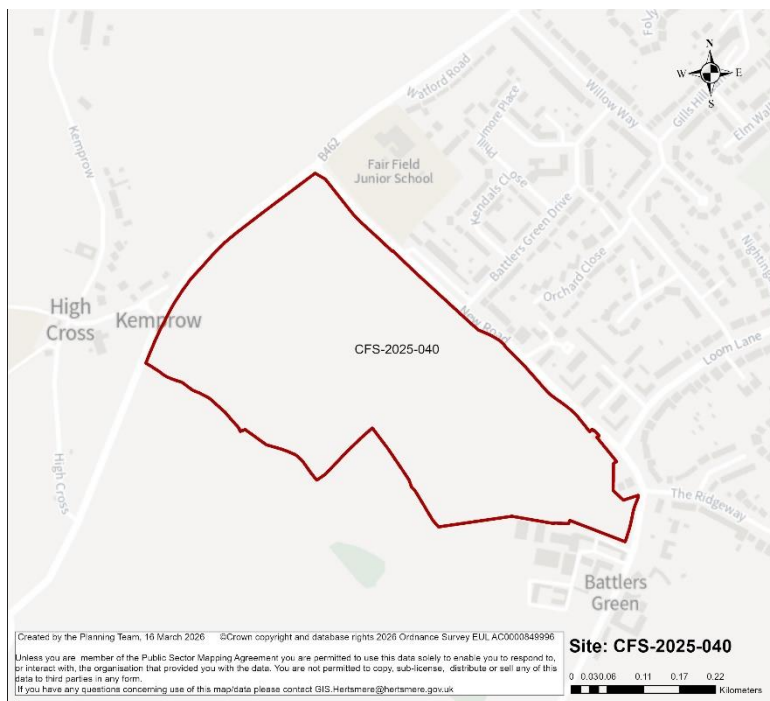 N
W E
S
Watford Road
B462
Willow Way
Gills Hill
Elm Walk
Phillimore Place
Fair Field
Junior School
Kendals Close
Battlers Green Drive
Orchard Close
Kemprow
High
Cross
Kemprow
New Road
CFS-2025-040
Loom Lane
High Cross
The Ridgeway
Battlers
Green
Created by the Planning Team, 16 March 2026 ©Crown copyright and database rights 2026 Ordnance Survey EUL AC0000849996
Unless you are member of the Public Sector Mapping Agreement you are permitted to use this data solely to enable you to respond to,
or interact with, the organisation that provided you with the data. You are not permitted to copy, sub-license, distribute or sell any of this
data to third parties in any form.
If you have any questions concerning use of this map/data please contact GIS.Hertsmere@hertsmere.gov.uk
Site: CFS-2025-040
0 0.030.06 0.11 0.17 0.22
Kilometers